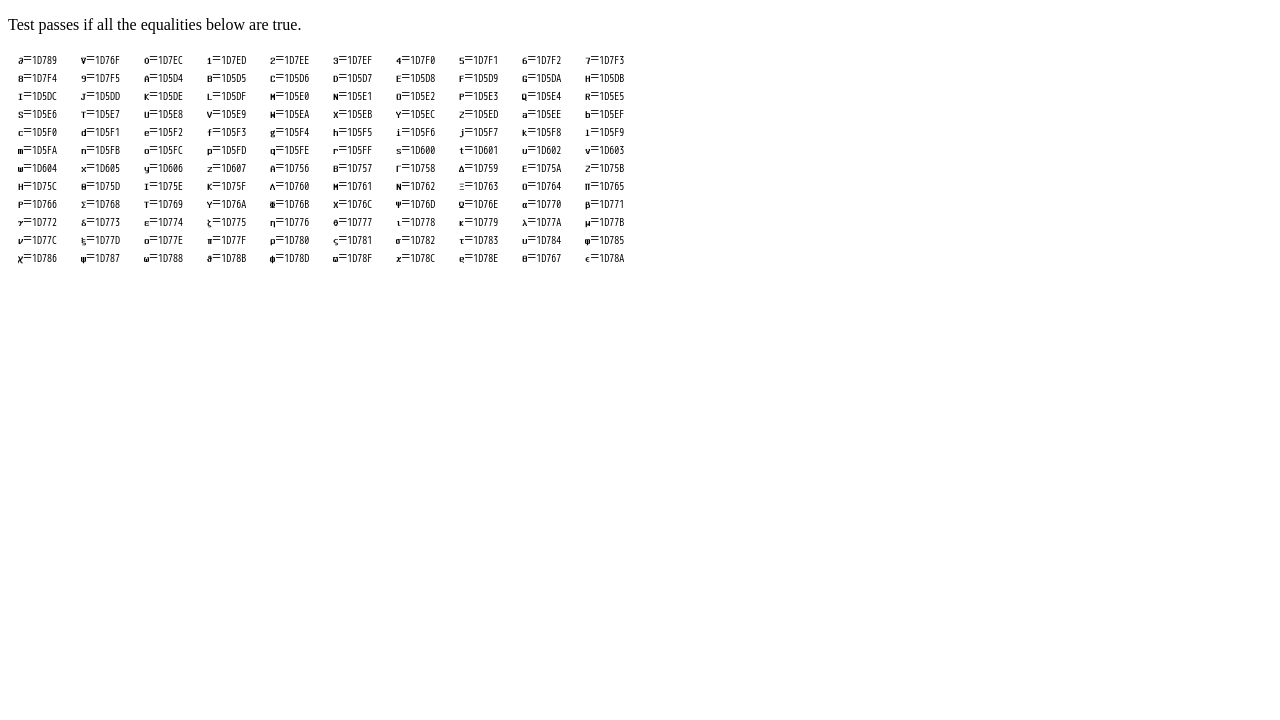 Test passes if all the equalities below are true.
∂=1D789 ∇=1D76F 0=1D7EC 1=1D7ED 2=1D7EE 3=1D7EF 4=1D7F0 5=1D7F1 6=1D7F2 7=1D7F3
8=1D7F4 9=1D7F5 A=1D5D4 B=1D5D5 C=1D5D6 D=1D5D7 E=1D5D8 F=1D5D9 G=1D5DA H=1D5DB
I=1D5DC J=1D5DD K=1D5DE L=1D5DF M=1D5E0 N=1D5E1 O=1D5E2 P=1D5E3 Q=1D5E4 R=1D5E5
S=1D5E6 T=1D5E7 U=1D5E8 V=1D5E9 W=1D5EA X=1D5EB Y=1D5EC Z=1D5ED a=1D5EE b=1D5EF
c=1D5F0 d=1D5F1 e=1D5F2 f=1D5F3 g=1D5F4 h=1D5F5 i=1D5F6 j=1D5F7 k=1D5F8 l=1D5F9
m=1D5FA n=1D5FB o=1D5FC p=1D5FD q=1D5FE r=1D5FF s=1D600 t=1D601 u=1D602 v=1D603
w=1D604 x=1D605 y=1D606 z=1D607 Α=1D756 Β=1D757 Γ=1D758 Δ=1D759 Ε=1D75A Ζ=1D75B
Η=1D75C Θ=1D75D Ι=1D75E Κ=1D75F Λ=1D760 Μ=1D761 Ν=1D762 Ξ=1D763 Ο=1D764 Π=1D765
Ρ=1D766 Σ=1D768 Τ=1D769 Υ=1D76A Φ=1D76B Χ=1D76C Ψ=1D76D Ω=1D76E α=1D770 β=1D771
γ=1D772 δ=1D773 ε=1D774 ζ=1D775 η=1D776 θ=1D777 ι=1D778 κ=1D779 λ=1D77A μ=1D77B
ν=1D77C ξ=1D77D ο=1D77E π=1D77F ρ=1D780 ς=1D781 σ=1D782 τ=1D783 υ=1D784 φ=1D785
χ=1D786 ψ=1D787 ω=1D788 ϑ=1D78B ϕ=1D78D ϖ=1D78F ϰ=1D78C ϱ=1D78E ϴ=1D767 ϵ=1D78A